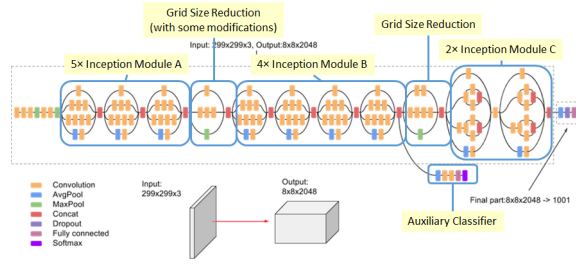 Grid Size Reduction
(with some modifications)
Grid Size Reduction
Input: 299x299x3, Output:8x8x2048
5× Inception Module A
4× Inception Module B
2× Inception Module C
Convolution
AvgPool
MaxPool
Concat
Dropout
Fully connected
Softmax
Input:
299x299x3
Output:
8x8x2048
Final part:8x8x2048 -> 1001
Auxiliary Classifier